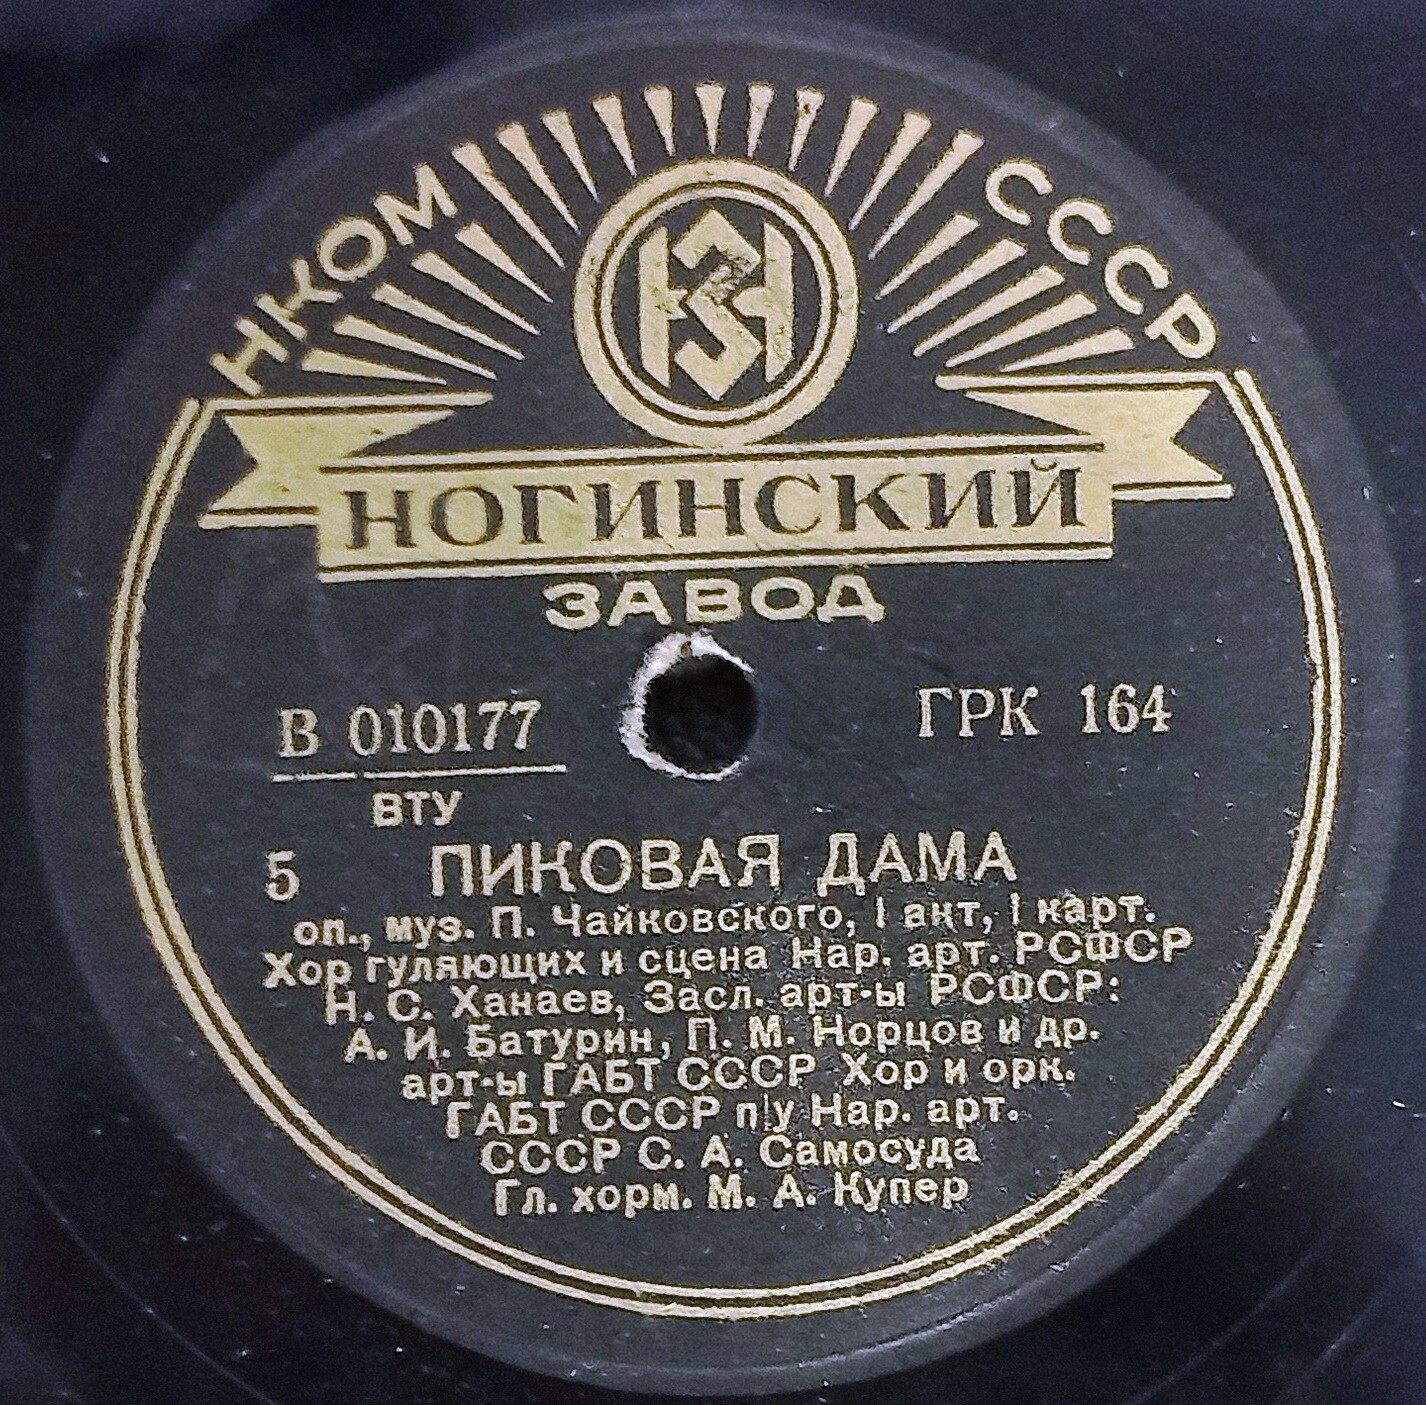 НКОМ СССР
НЗ
НОГИНСКИЙ
ЗАВОД
В 010177 ГРК 164
ВТУ
5 ПИКОВАЯ ДАМА
оп., муз. П. Чайковского, I акт, I карт.
Хор гуляющих и сцена Нар. арт. РСФСР
Н. С. Ханаев, Засл. арт-ы РСФСР:
А. И. Батурин, П. М. Норцов и др.
арт-ы ГАБТ СССР Хор и орк.
ГАБТ СССР п/у Нар. арт.
СССР С. А. Самосуда
Гл. хорм. М. А. Купер